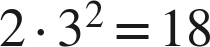 2 · 3² = 18